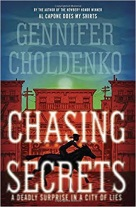 BY THE AUTHOR OF THE NEWBERY HONOR WINNER
AL CAPONE DOES MY SHIRTS
GENNIFER
CHOLDENKO
CHASING
SECRETS
A DEADLY SURPRISE IN A CITY OF LIES